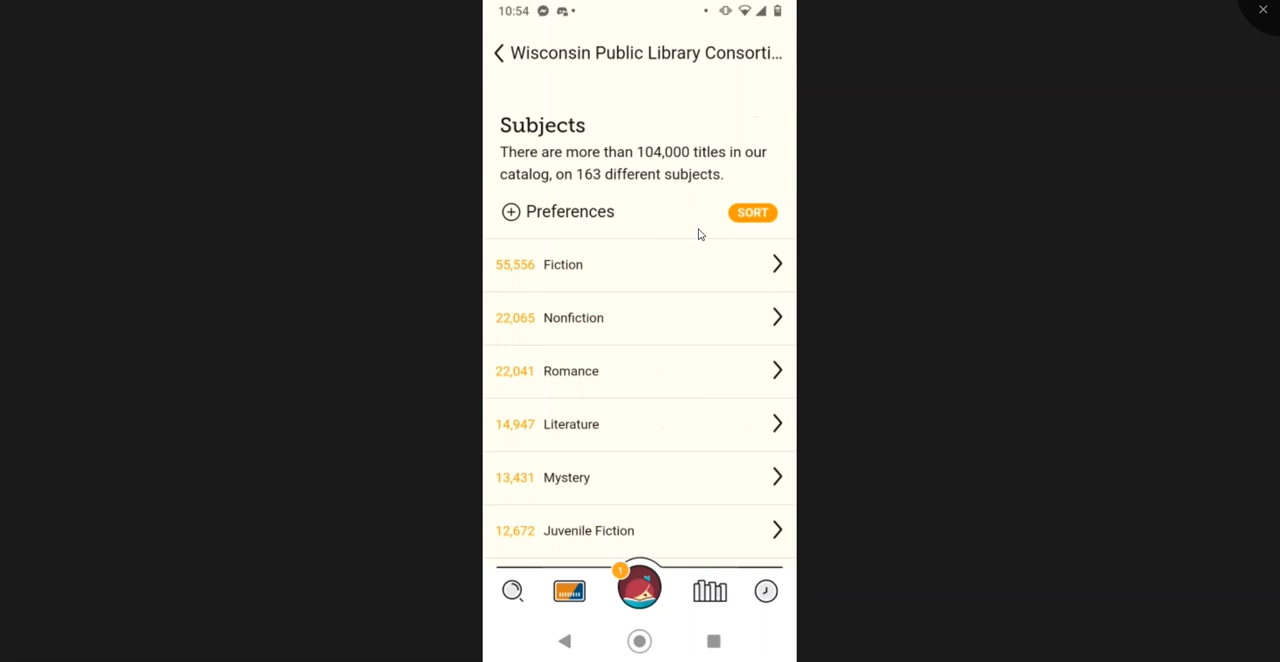 10:54
Wisconsin Public Library Consorti...
Subjects
There are more than 104,000 titles in our
catalog, on 163 different subjects.
Preferences
SORT
55,556 Fiction
22,065 Nonfiction
22,041 Romance
14,947 Literature
13,431 Mystery
12,672 Juvenile Fiction
1